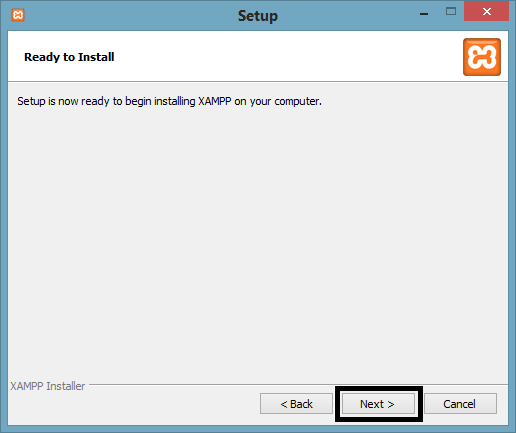 Setup
Ready to Install
Setup is now ready to begin installing XAMPP on your computer.
XAMPP Installer
< Back
Next >
Cancel